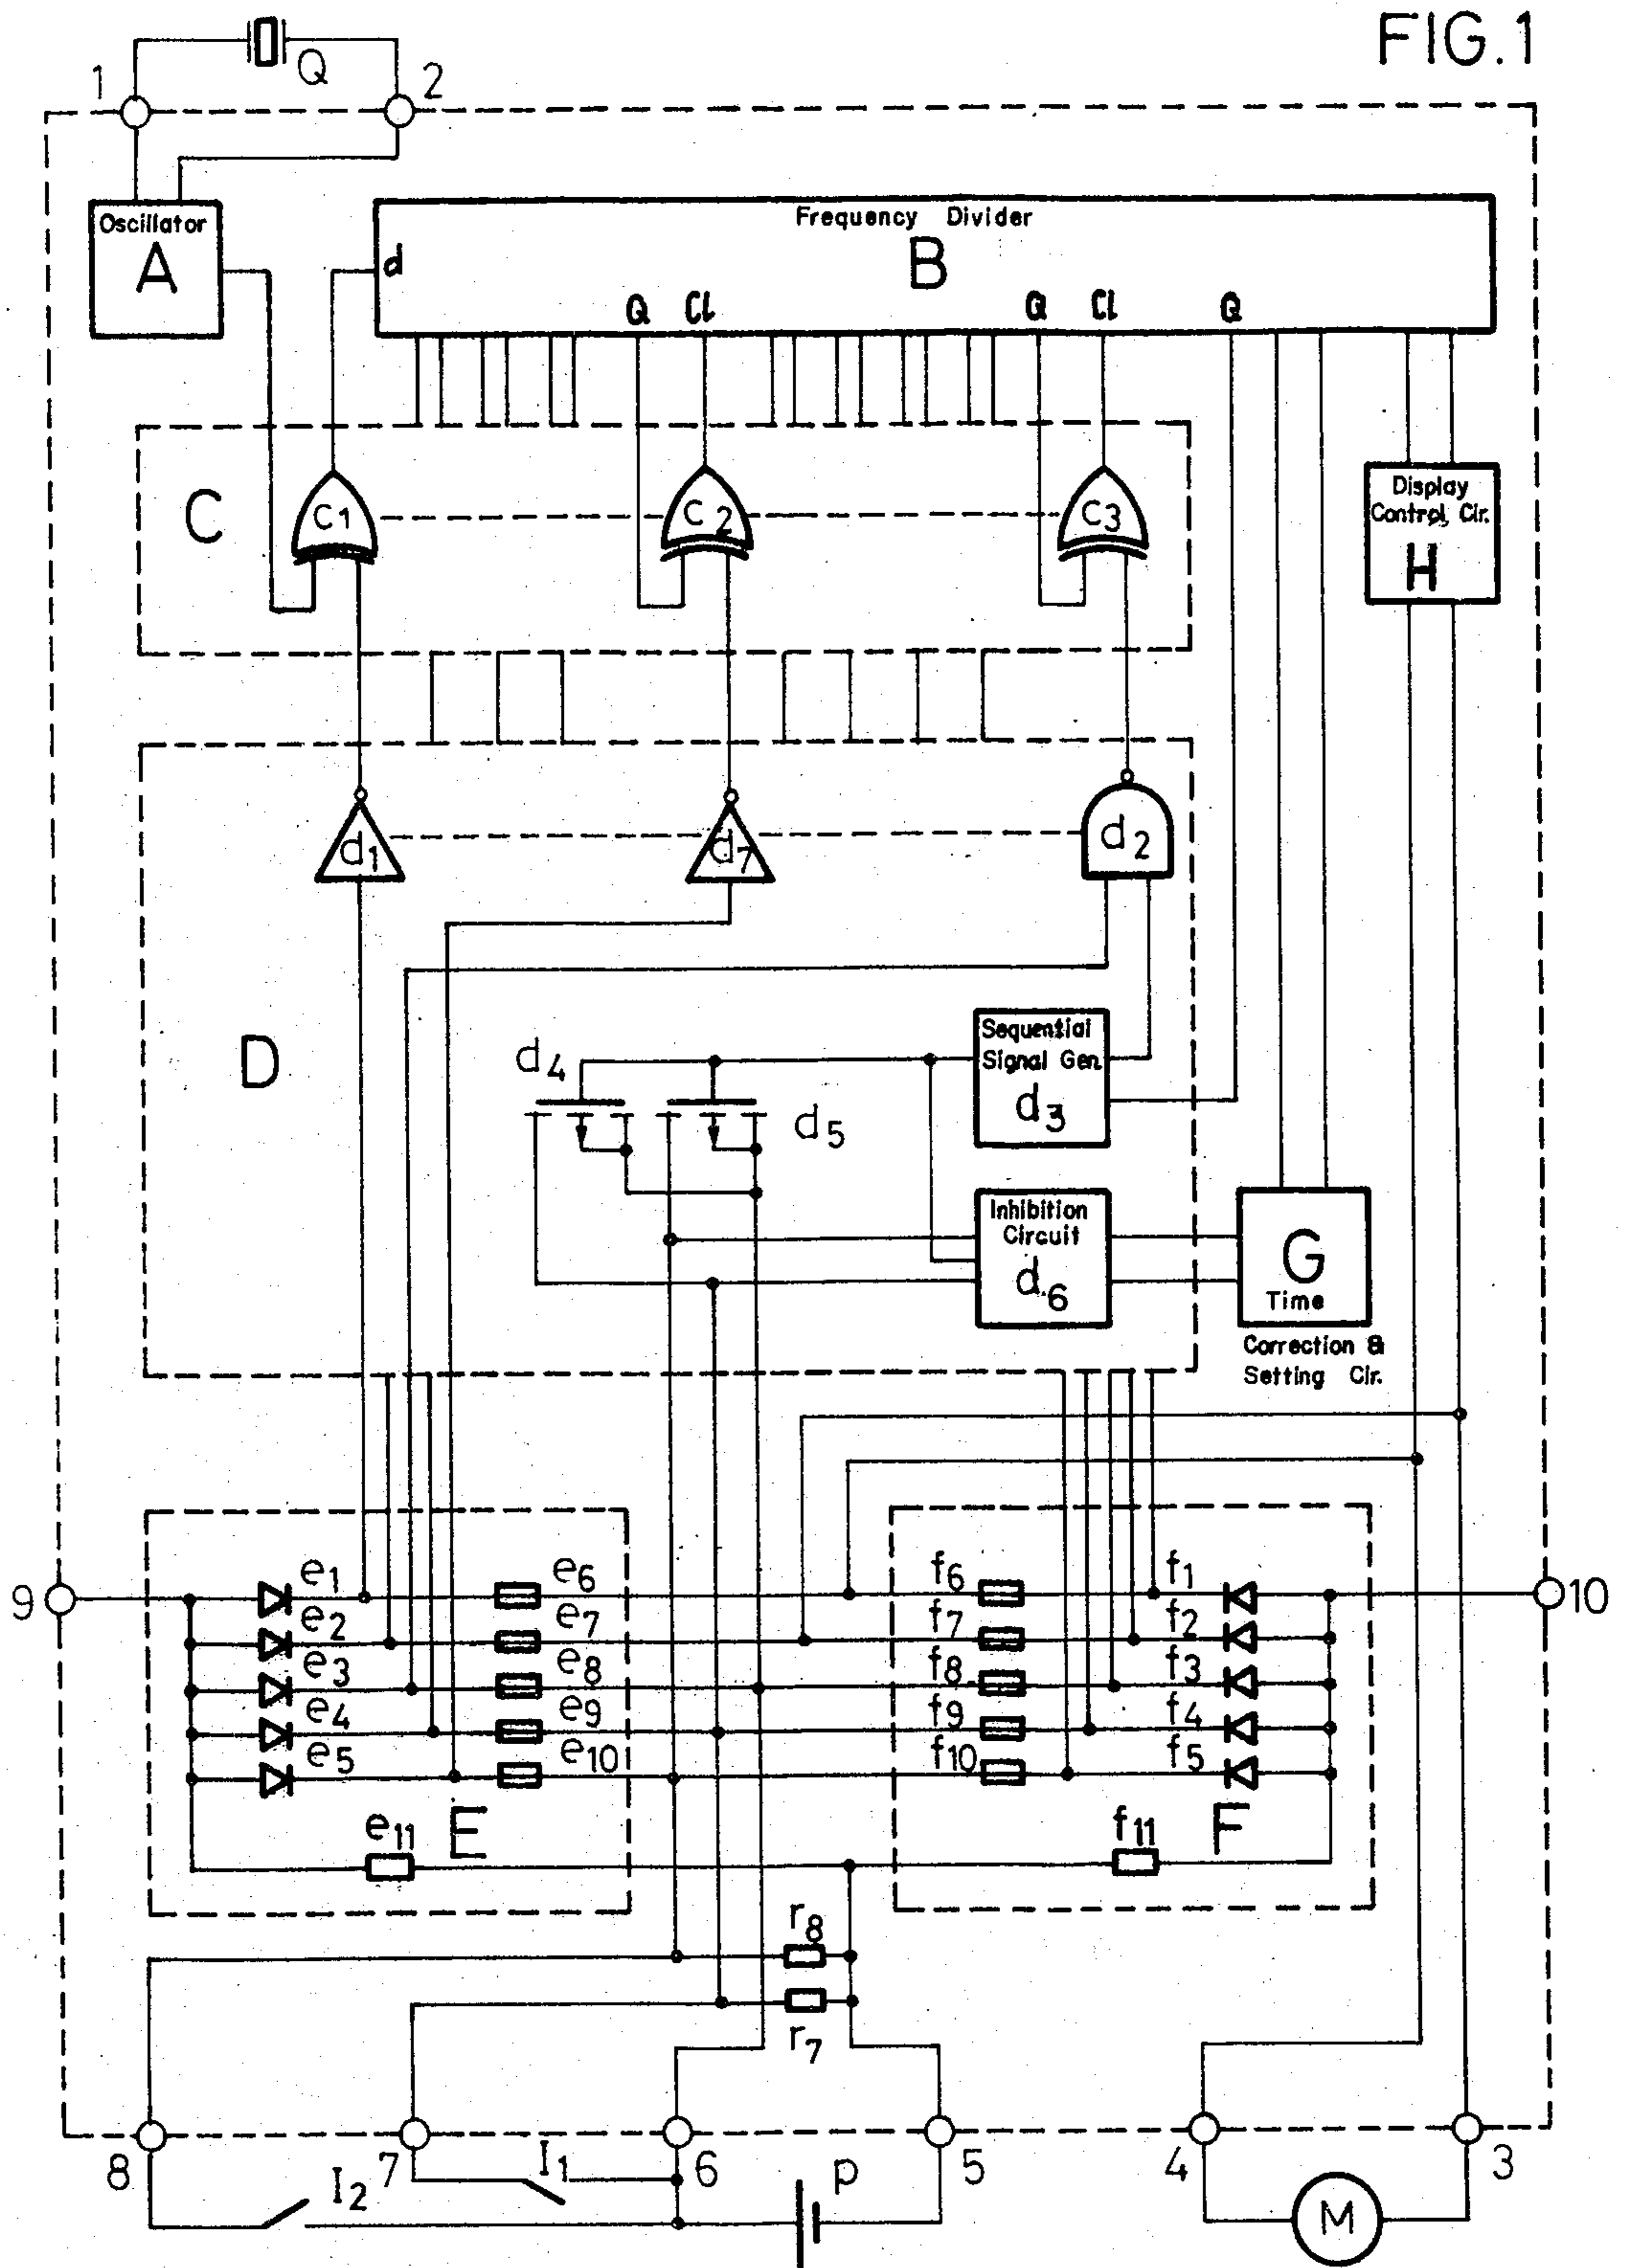 FIG.1
1
Q
2
Oscillator
A
Frequency Divider
B
d
Q Cl
Q Cl
Q
C
c1
c2
c3
Display
Control Cir.
H
d1
d7
d2
D
d4
d5
Sequential
Signal Gen.
d3
Inhibition
Circuit
d6
G
Time
Correction &
Setting Cir.
9
e1
e2
e3
e4
e5
e6
e7
e8
e9
e10
e11
E
f6
f7
f8
f9
f10
f1
f2
f3
f4
f5
f11
F
10
r8
r7
8
7
6
5
4
3
I1
I2
p
M